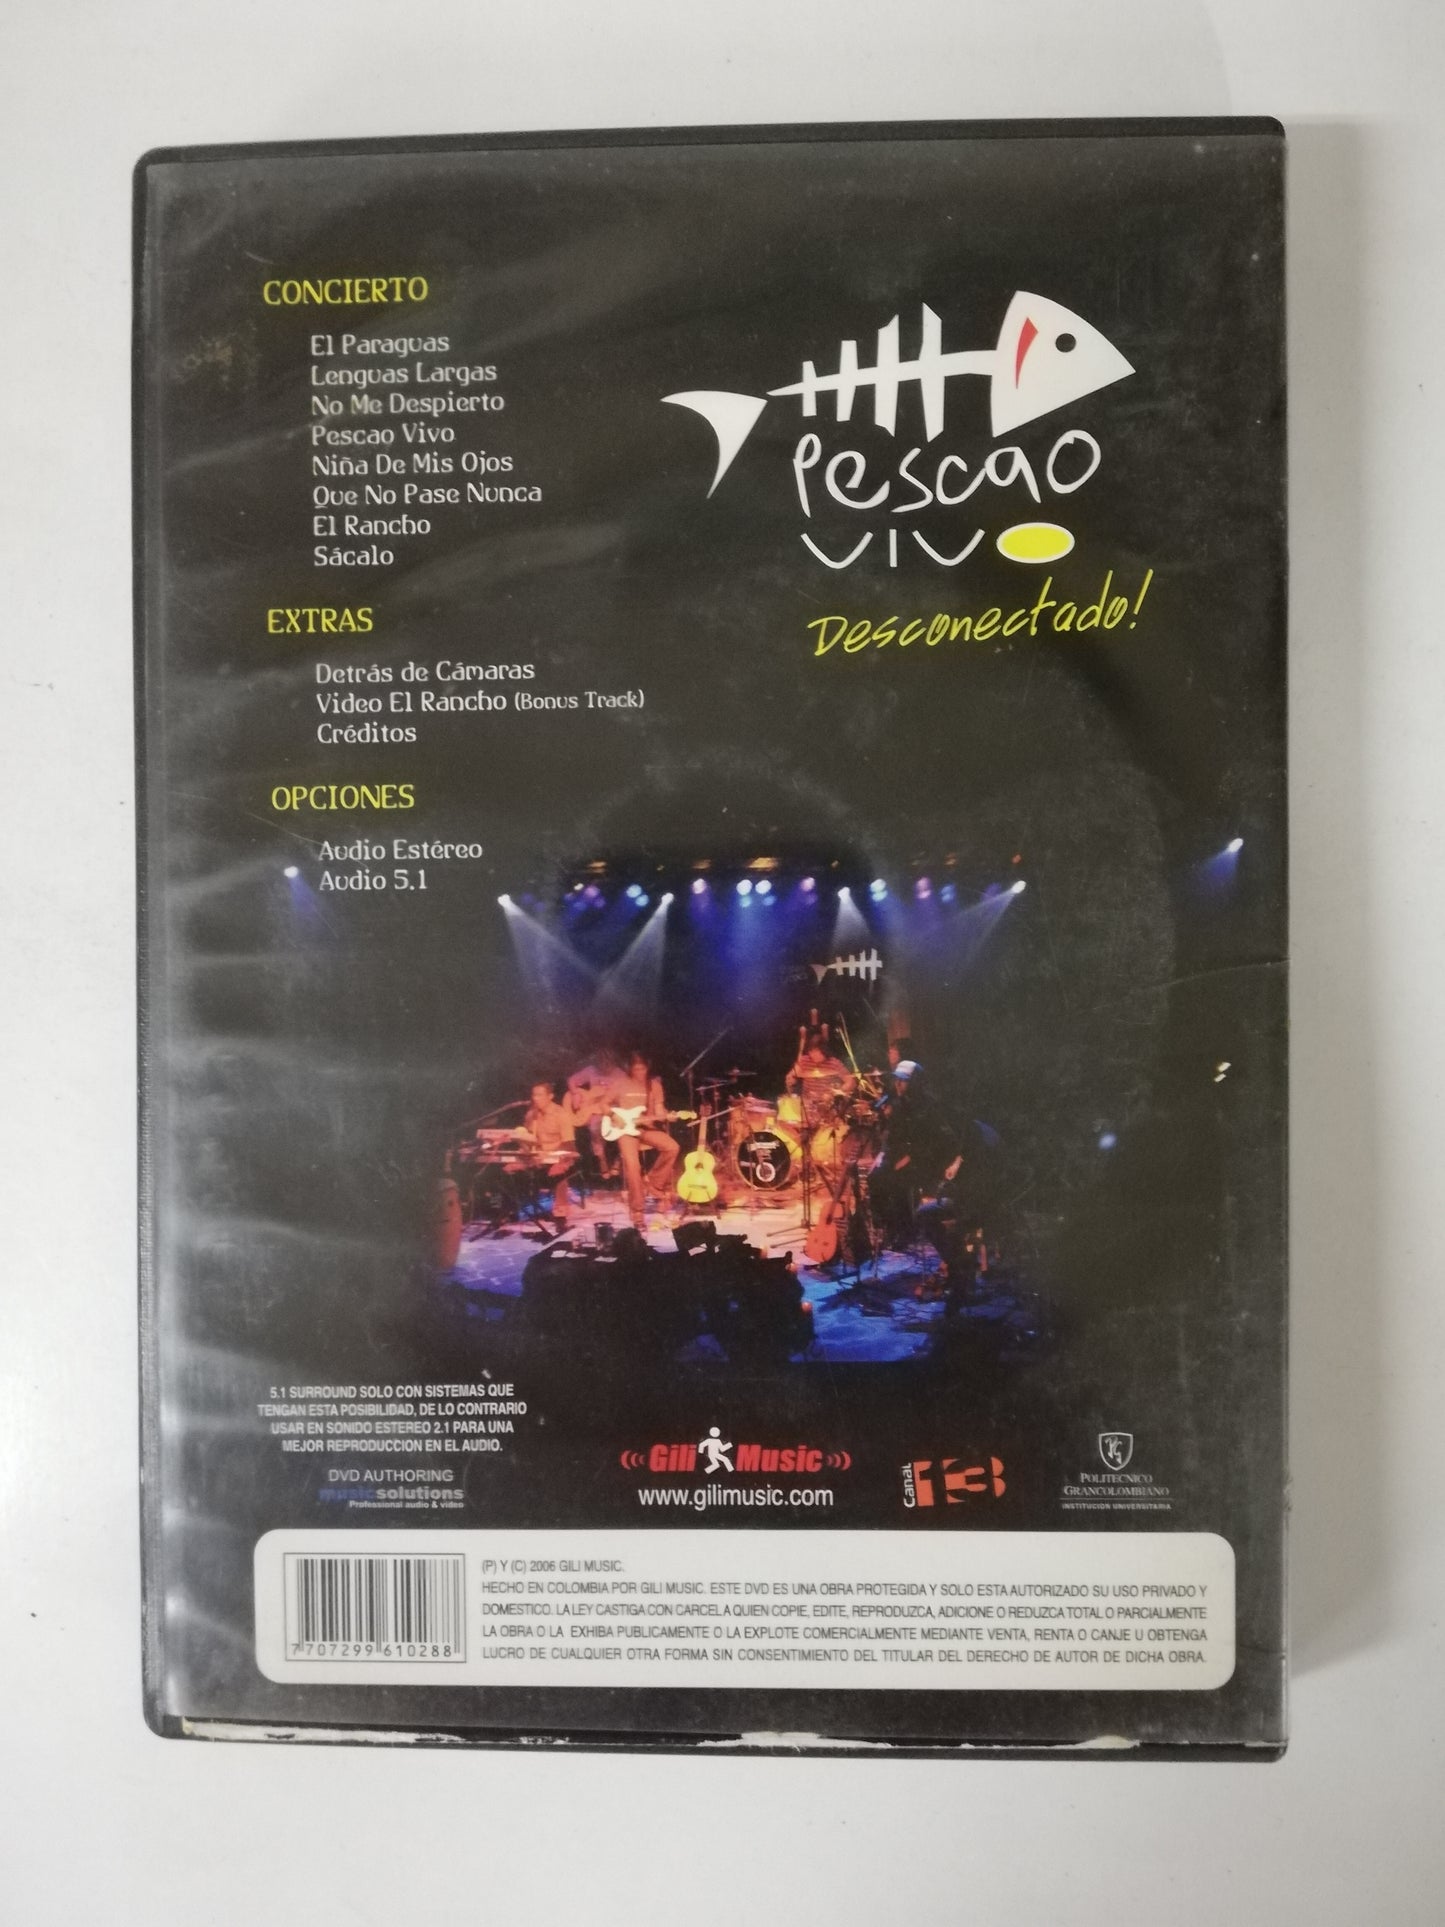 CONCIERTO
El Paraguas
Lenguas Largas
No Me Despierto
Pescao Vivo
Niña De Mis Ojos
Que No Pase Nunca
El Rancho
Sácalo
EXTRAS
Detrás de Cámaras
Video El Rancho (Bonus Track)
Créditos
OPCIONES
Audio Estéreo
Audio 5.1
Pescao
VIVO
Desconectado!
5.1 SURROUND SOLO CON SISTEMAS QUE
TENGAN ESTA POSIBILIDAD, DE LO CONTRARIO
USAR EN SONIDO ESTEREO 2.1 PARA UNA
MEJOR REPRODUCCION EN EL AUDIO.
DVD AUTHORING
musicsolutions
Professional audio & video
Gili Music
www.gilimusic.com
Canal 13
PG
POLITECNICO
GRANCOLOMBIANO
INSTITUCION UNIVERSITARIA
7 707299 610288
(P) Y (C) 2006 GILI MUSIC.
HECHO EN COLOMBIA POR GILI MUSIC. ESTE DVD ES UNA OBRA PROTEGIDA Y SOLO ESTA AUTORIZADO SU USO PRIVADO Y
DOMESTICO. LA LEY CASTIGA CON CARCEL A QUIEN COPIE, EDITE, REPRODUZCA, ADICIONE O REDUZCA TOTAL O PARCIALMENTE
LA OBRA O LA EXHIBA PUBLICAMENTE O LA EXPLOTE COMERCIALMENTE MEDIANTE VENTA, RENTA O CANJE U OBTENGA
LUCRO DE CUALQUIER OTRA FORMA SIN CONSENTIMIENTO DEL TITULAR DEL DERECHO DE AUTOR DE DICHA OBRA.